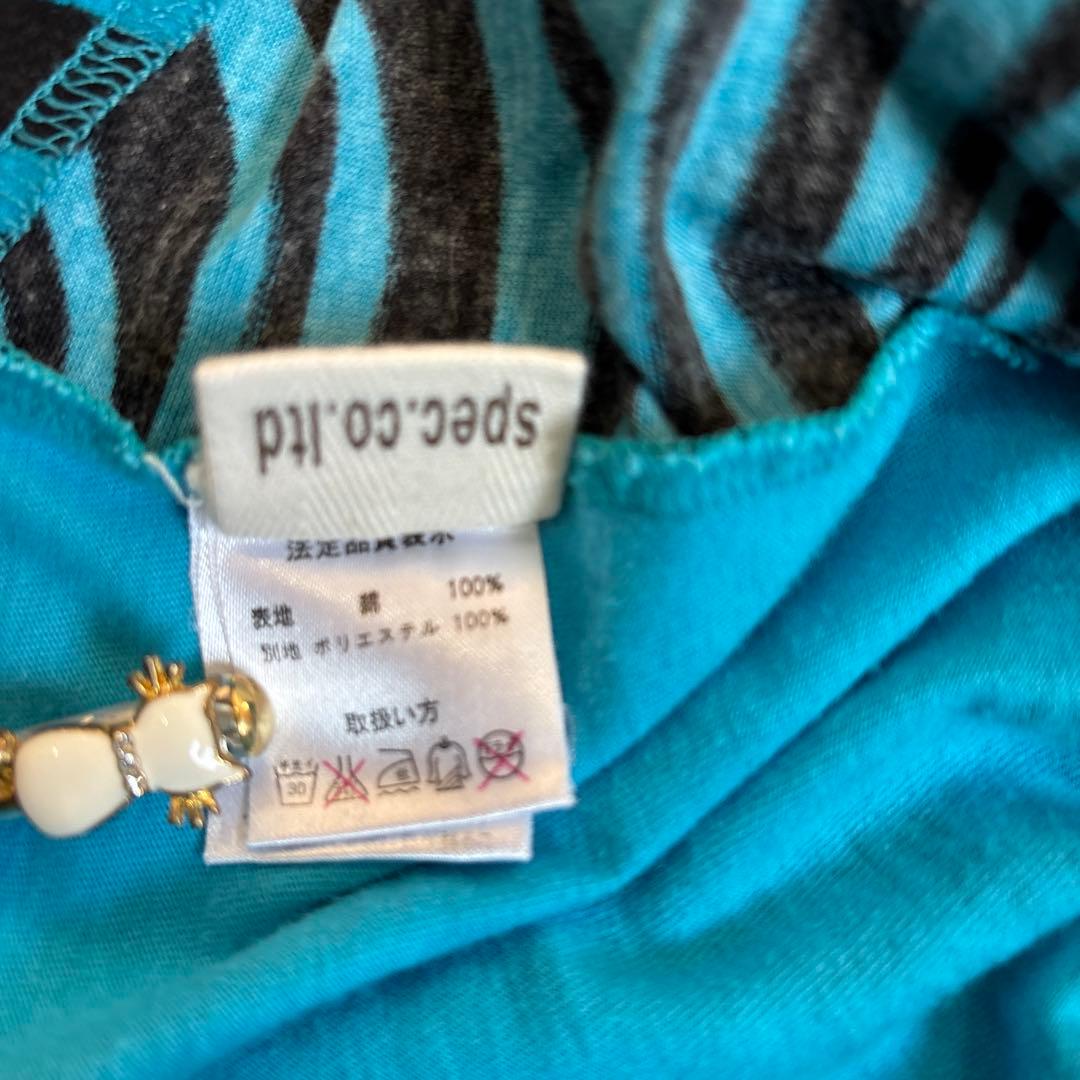 spec.co.ltd
法定品質表示
表地 綿 100%
別地 ポリエステル 100%
取扱い方
30